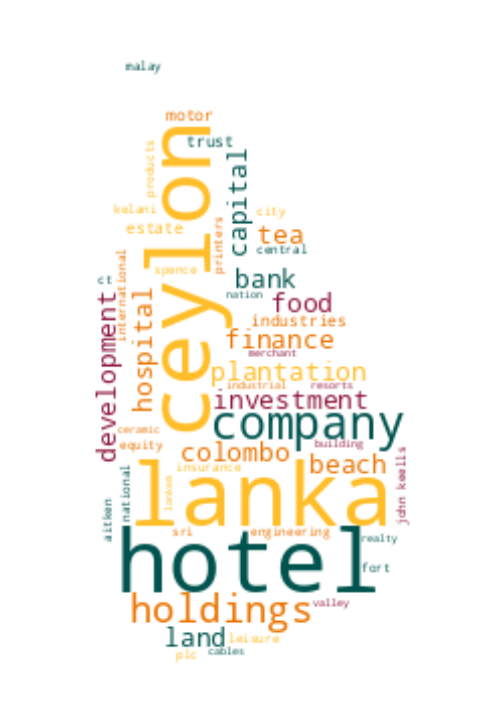 malay
motor
trust
products
capital
ceylon
kelani
city
estate
printers
tea
central
international
spence
ct
bank
nation
hospital
food
development
industries
finance
merchant
plantation
industrial
resorts
investment
company
ceramic
equity
building
colombo
beach
john keells
insurance
national
lanka
lankem
aitken
sri
engineering
realty
hotel
fort
holdings
valley
land
leisure
plc
cables